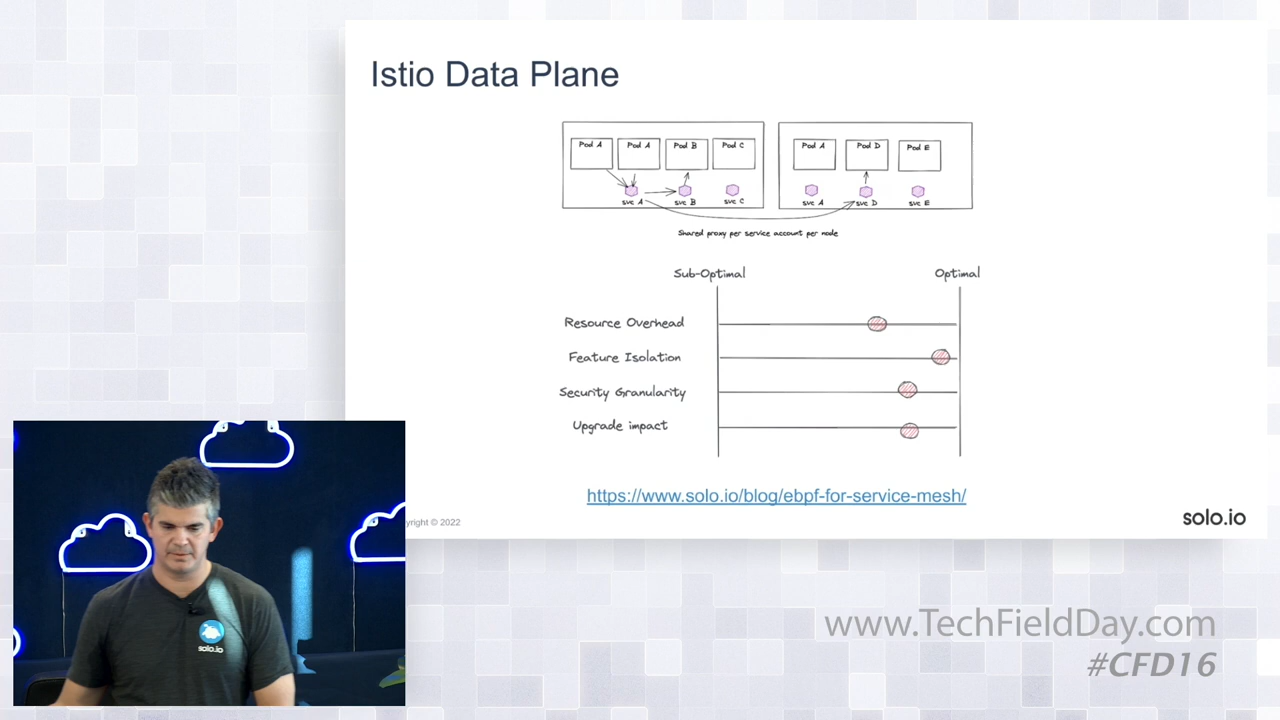 Istio Data Plane
Pod A Pod A Pod B Pod C
Pod A Pod D Pod E
svc A svc B svc C
svc A svc D svc E
Shared proxy per service account per node
Sub-Optimal Optimal
Resource Overhead
Feature Isolation
Security Granularity
Upgrade impact
https://www.solo.io/blog/ebpf-for-service-mesh/
yright © 2022
solo.io
solo.io
www.TechFieldDay.com
#CFD16